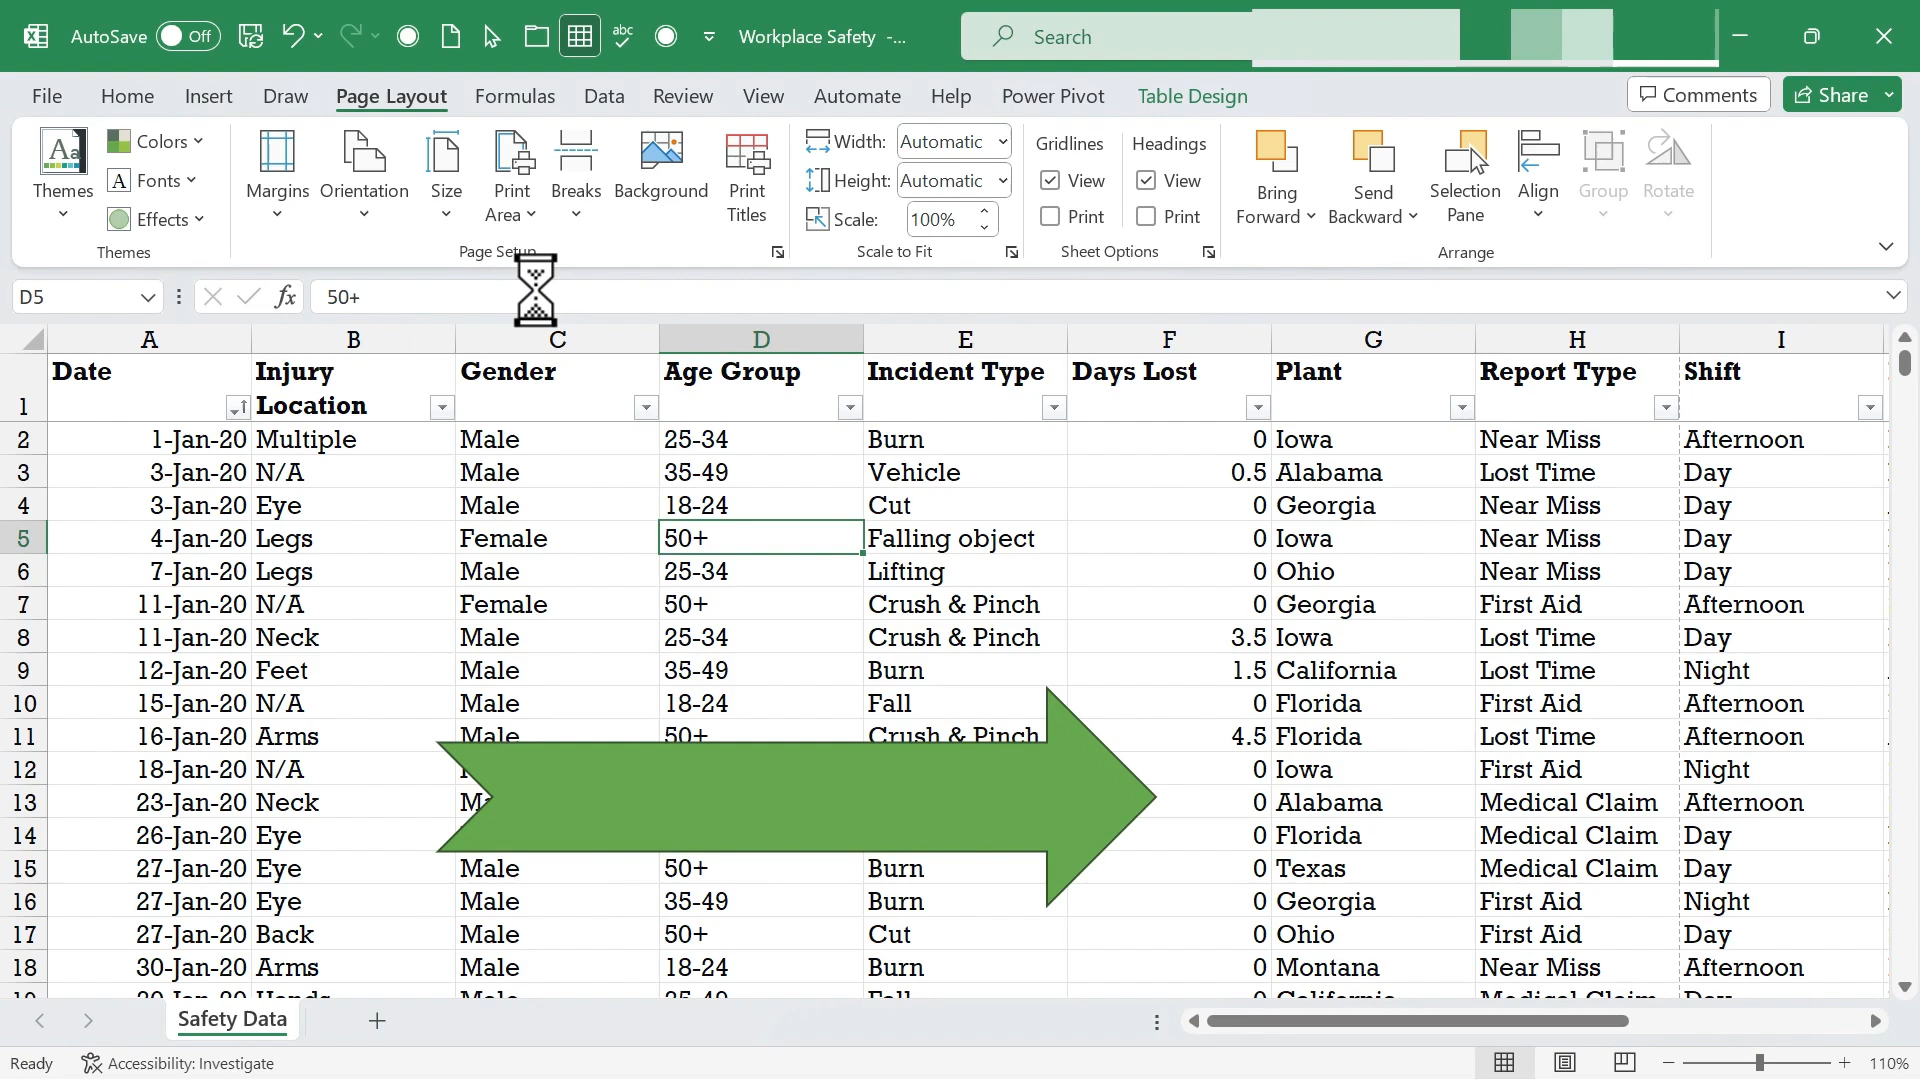 AutoSave Off abc Workplace Safety -... Search
File Home Insert Draw Page Layout Formulas Data Review View Automate Help Power Pivot Table Design Comments Share
Aa Themes Colors A Fonts Effects Themes
Margins Orientation Size Print Area Breaks Background Print Titles
Width: Automatic
Height: Automatic
Scale: 100%
Scale to Fit
Gridlines Headings
View View
Print Print
Sheet Options
Bring Forward Send Backward Selection Pane Align Group Rotate
Arrange
D5 fx 50+
A B C D E F G H I
1 Date Injury Location Gender Age Group Incident Type Days Lost Plant Report Type Shift
2 1-Jan-20 Multiple Male 25-34 Burn 0 Iowa Near Miss Afternoon
3 3-Jan-20 N/A Male 35-49 Vehicle 0.5 Alabama Lost Time Day
4 3-Jan-20 Eye Male 18-24 Cut 0 Georgia Near Miss Day
5 4-Jan-20 Legs Female 50+ Falling object 0 Iowa Near Miss Day
6 7-Jan-20 Legs Male 25-34 Lifting 0 Ohio Near Miss Day
7 11-Jan-20 N/A Female 50+ Crush & Pinch 0 Georgia First Aid Afternoon
8 11-Jan-20 Neck Male 25-34 Crush & Pinch 3.5 Iowa Lost Time Day
9 12-Jan-20 Feet Male 35-49 Burn 1.5 California Lost Time Night
10 15-Jan-20 N/A Male 18-24 Fall 0 Florida First Aid Afternoon
11 16-Jan-20 Arms Male 50+ Crush & Pinch 4.5 Florida Lost Time Afternoon
12 18-Jan-20 N/A 0 Iowa First Aid Night
13 23-Jan-20 Neck 0 Alabama Medical Claim Afternoon
14 26-Jan-20 Eye 0 Florida Medical Claim Day
15 27-Jan-20 Eye Male 50+ Burn 0 Texas Medical Claim Day
16 27-Jan-20 Eye Male 35-49 Burn 0 Georgia First Aid Night
17 27-Jan-20 Back Male 50+ Cut 0 Ohio First Aid Day
18 30-Jan-20 Arms Male 18-24 Burn 0 Montana Near Miss Afternoon
Safety Data
Ready Accessibility: Investigate 110%